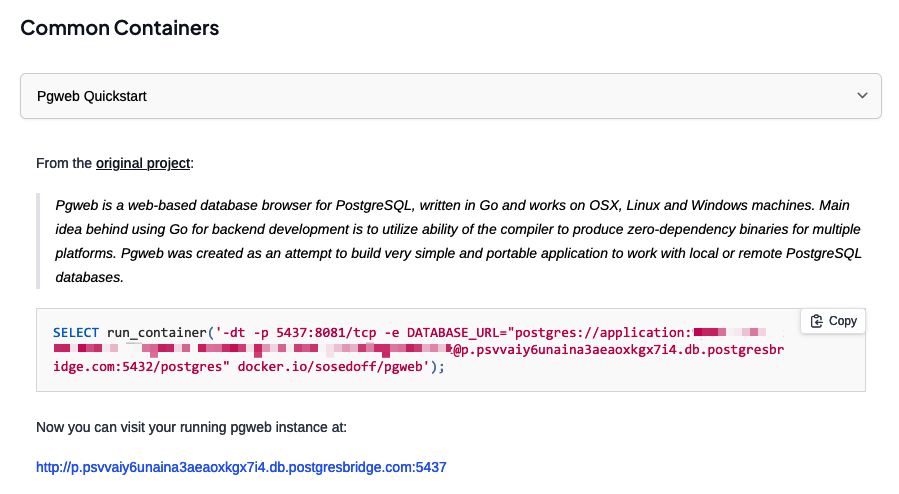 Common Containers
Pgweb Quickstart
From the original project:
Pgweb is a web-based database browser for PostgreSQL, written in Go and works on OSX, Linux and Windows machines. Main
idea behind using Go for backend development is to utilize ability of the compiler to produce zero-dependency binaries for multiple
platforms. Pgweb was created as an attempt to build very simple and portable application to work with local or remote PostgreSQL
databases.
SELECT run_container('-dt -p 5437:8081/tcp -e DATABASE_URL="postgres://application:
Copy
@p.psvvaiy6unaina3aeaoxkgx7i4.db.postgresbr
idge.com:5432/postgres" docker.io/sosedoff/pgweb');
Now you can visit your running pgweb instance at:
http://p.psvvaiy6unaina3aeaoxkgx7i4.db.postgresbridge.com:5437